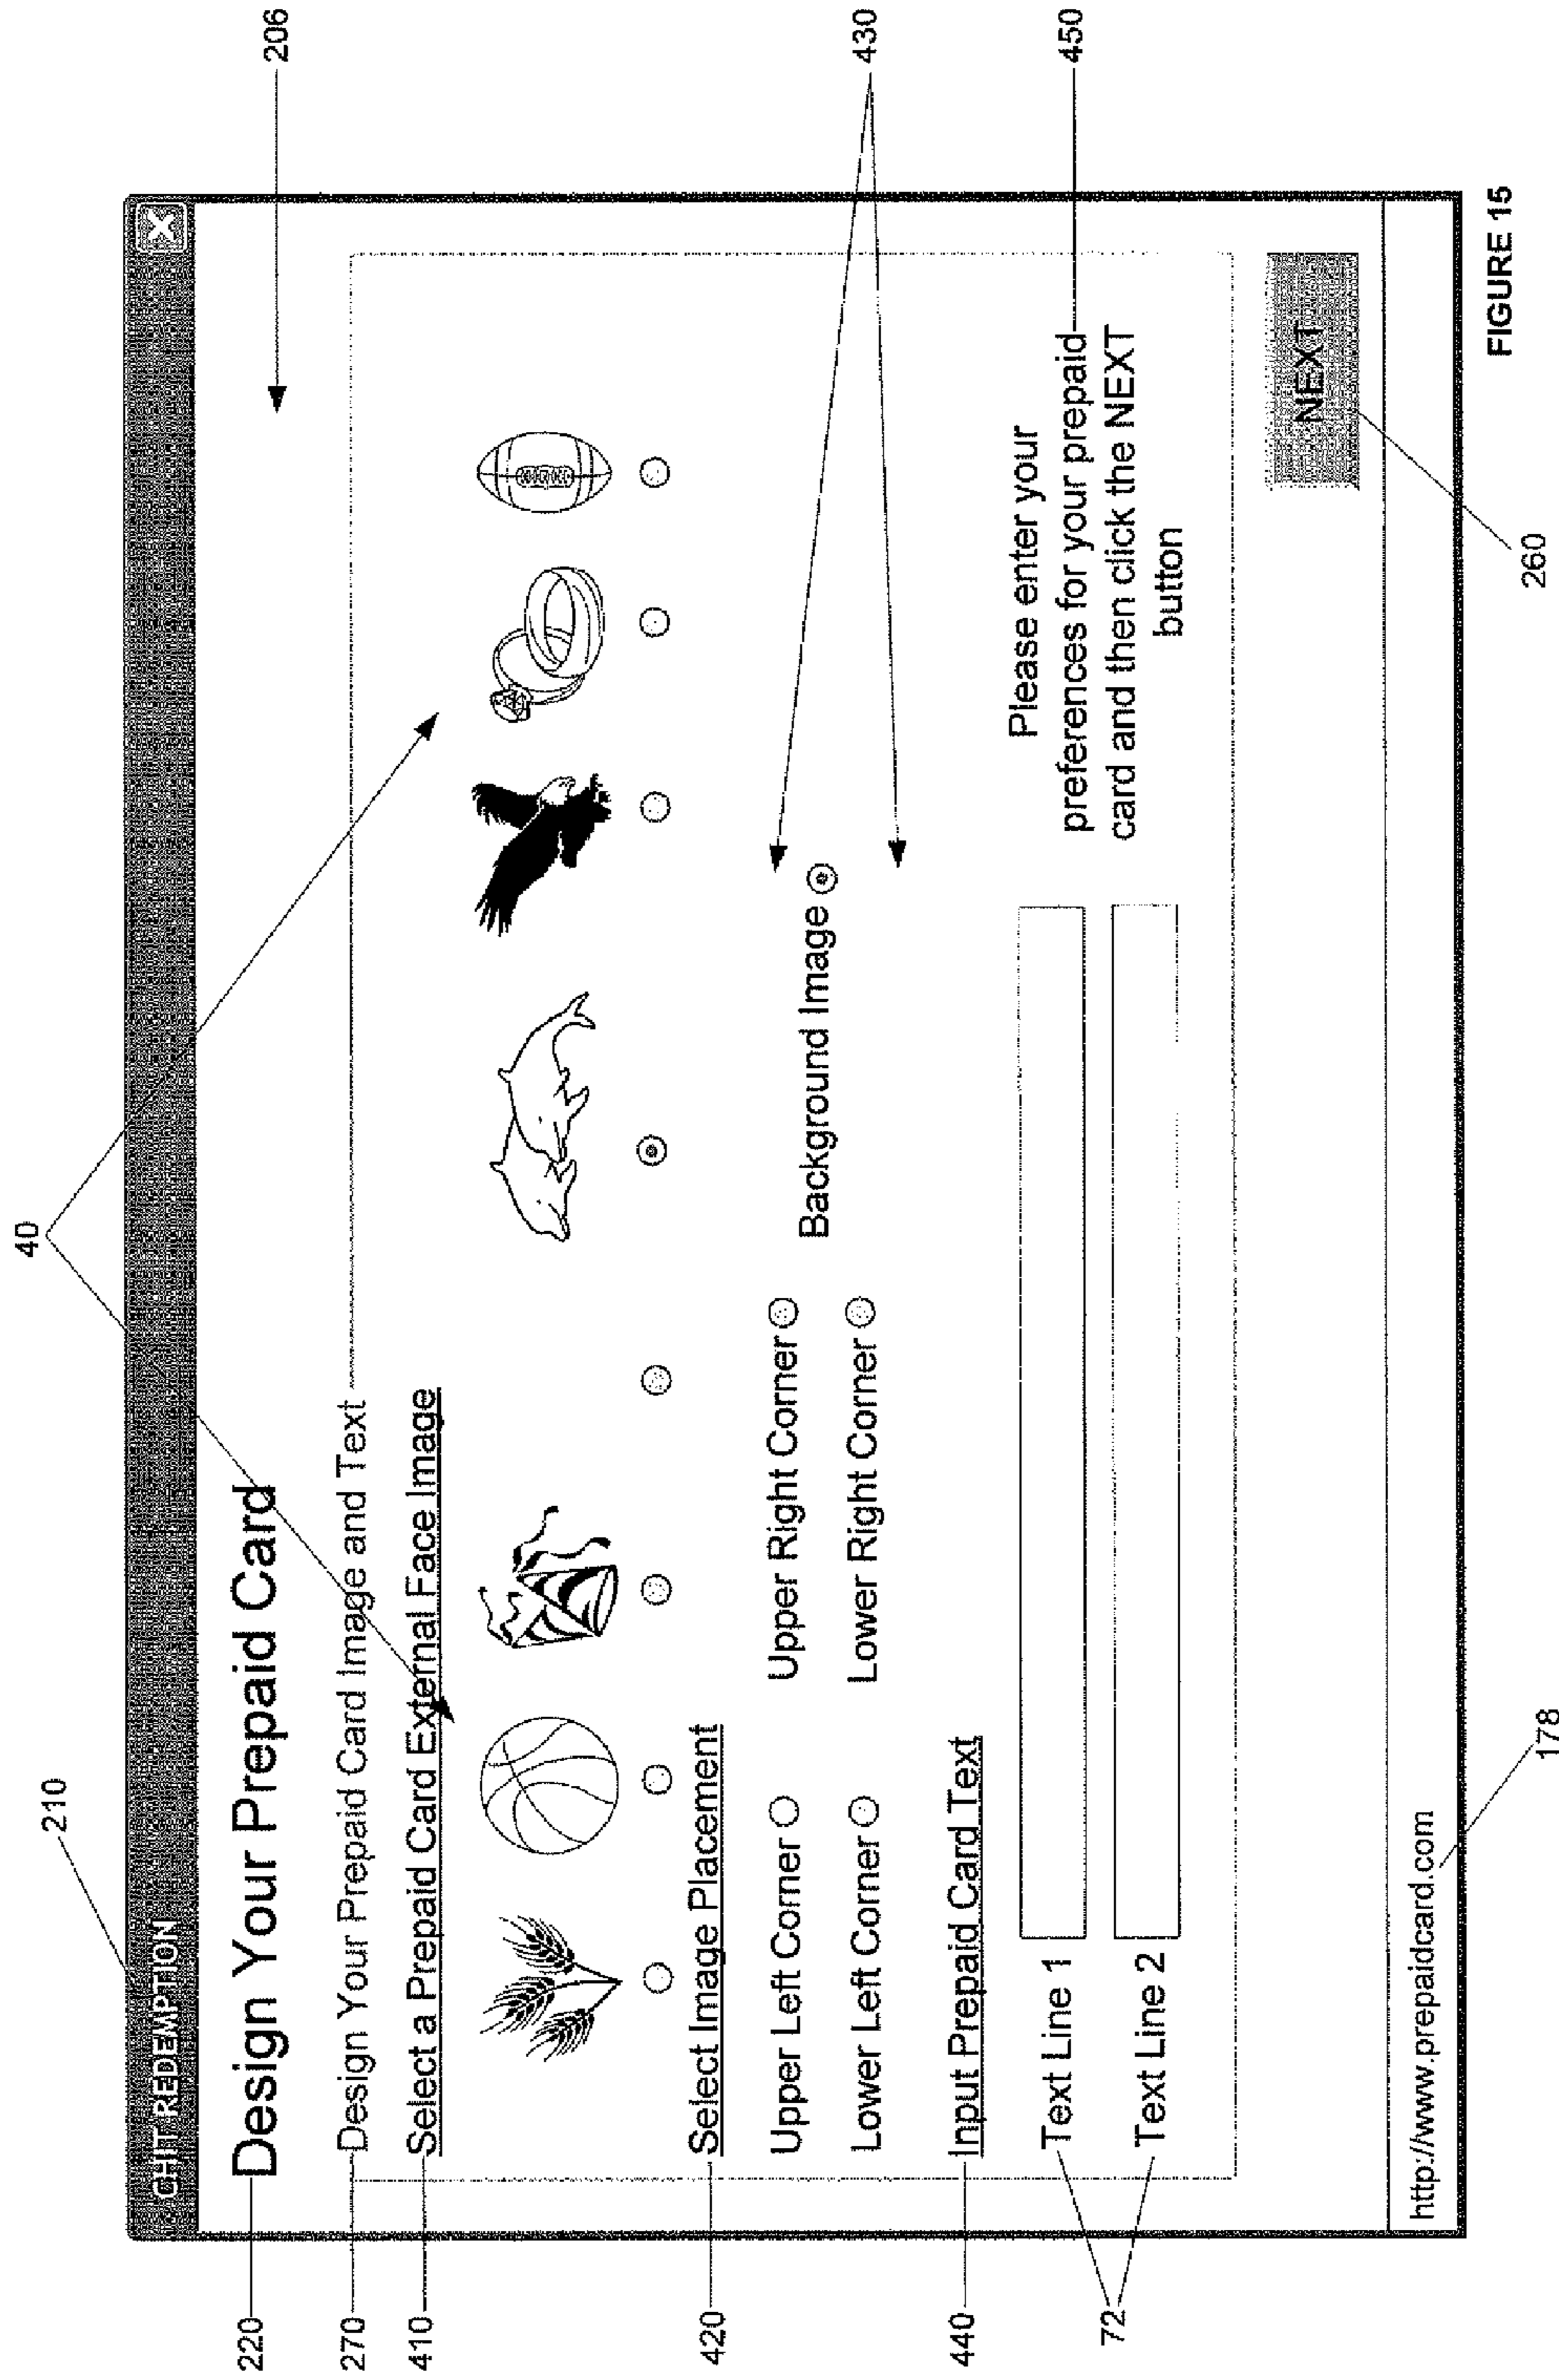 40
210
206
CHIT REDEMPTION
X
220
Design Your Prepaid Card
270
Design Your Prepaid Card Image and Text
410
Select a Prepaid Card External Face Image
420
Select Image Placement
430
Upper Left Corner
Upper Right Corner
Background Image
Lower Left Corner
Lower Right Corner
440
Input Prepaid Card Text
72
Text Line 1
Text Line 2
Please enter your
preferences for your prepaid
card and then click the NEXT
button
450
NEXT
260
http://www.prepaidcard.com
178
FIGURE 15